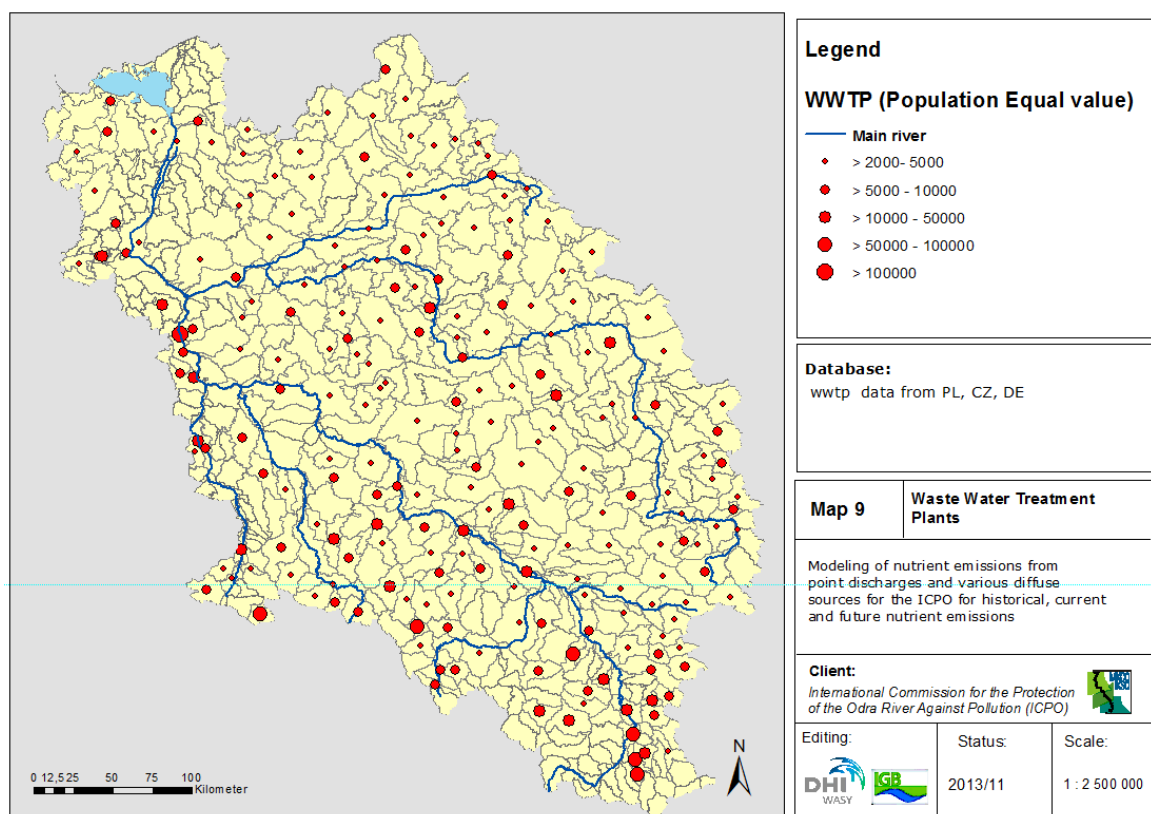 Legend
WWTP (Population Equal value)
Main river
> 2000- 5000
> 5000 - 10000
> 10000 - 50000
> 50000 - 100000
> 100000
Database:
wwtp data from PL, CZ, DE
Map 9
Waste Water Treatment
Plants
Modeling of nutrient emissions from
point discharges and various diffuse
sources for the ICPO for historical, current
and future nutrient emissions
Client:
International Commission for the Protection
of the Odra River Against Pollution (ICPO)
Editing:
DHI
WASY
IGB
Status:
2013/11
Scale:
1 : 2 500 000
N
0 12,5 25 50 75 100
Kilometer